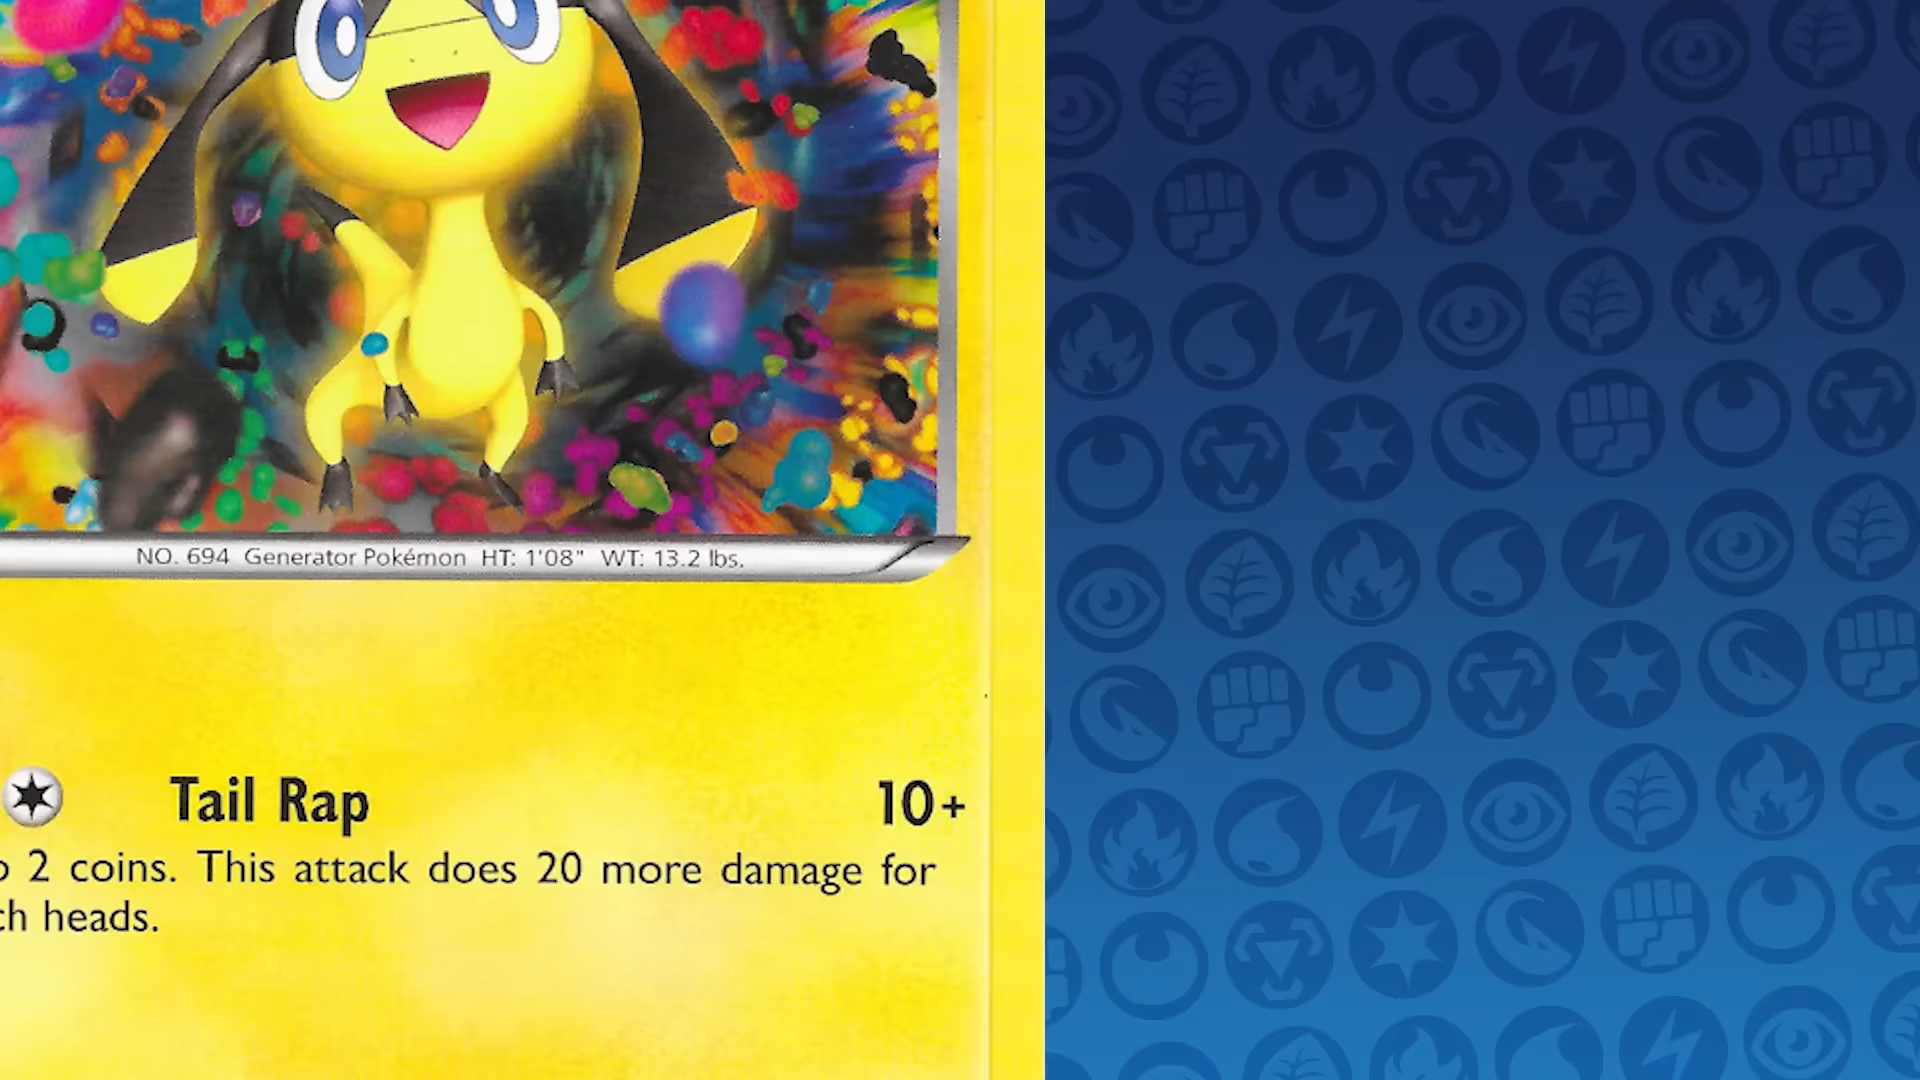 NO. 694 Generator Pokémon HT: 1'08" WT: 13.2 lbs.
Tail Rap 10+
2 coins. This attack does 20 more damage for
heads.